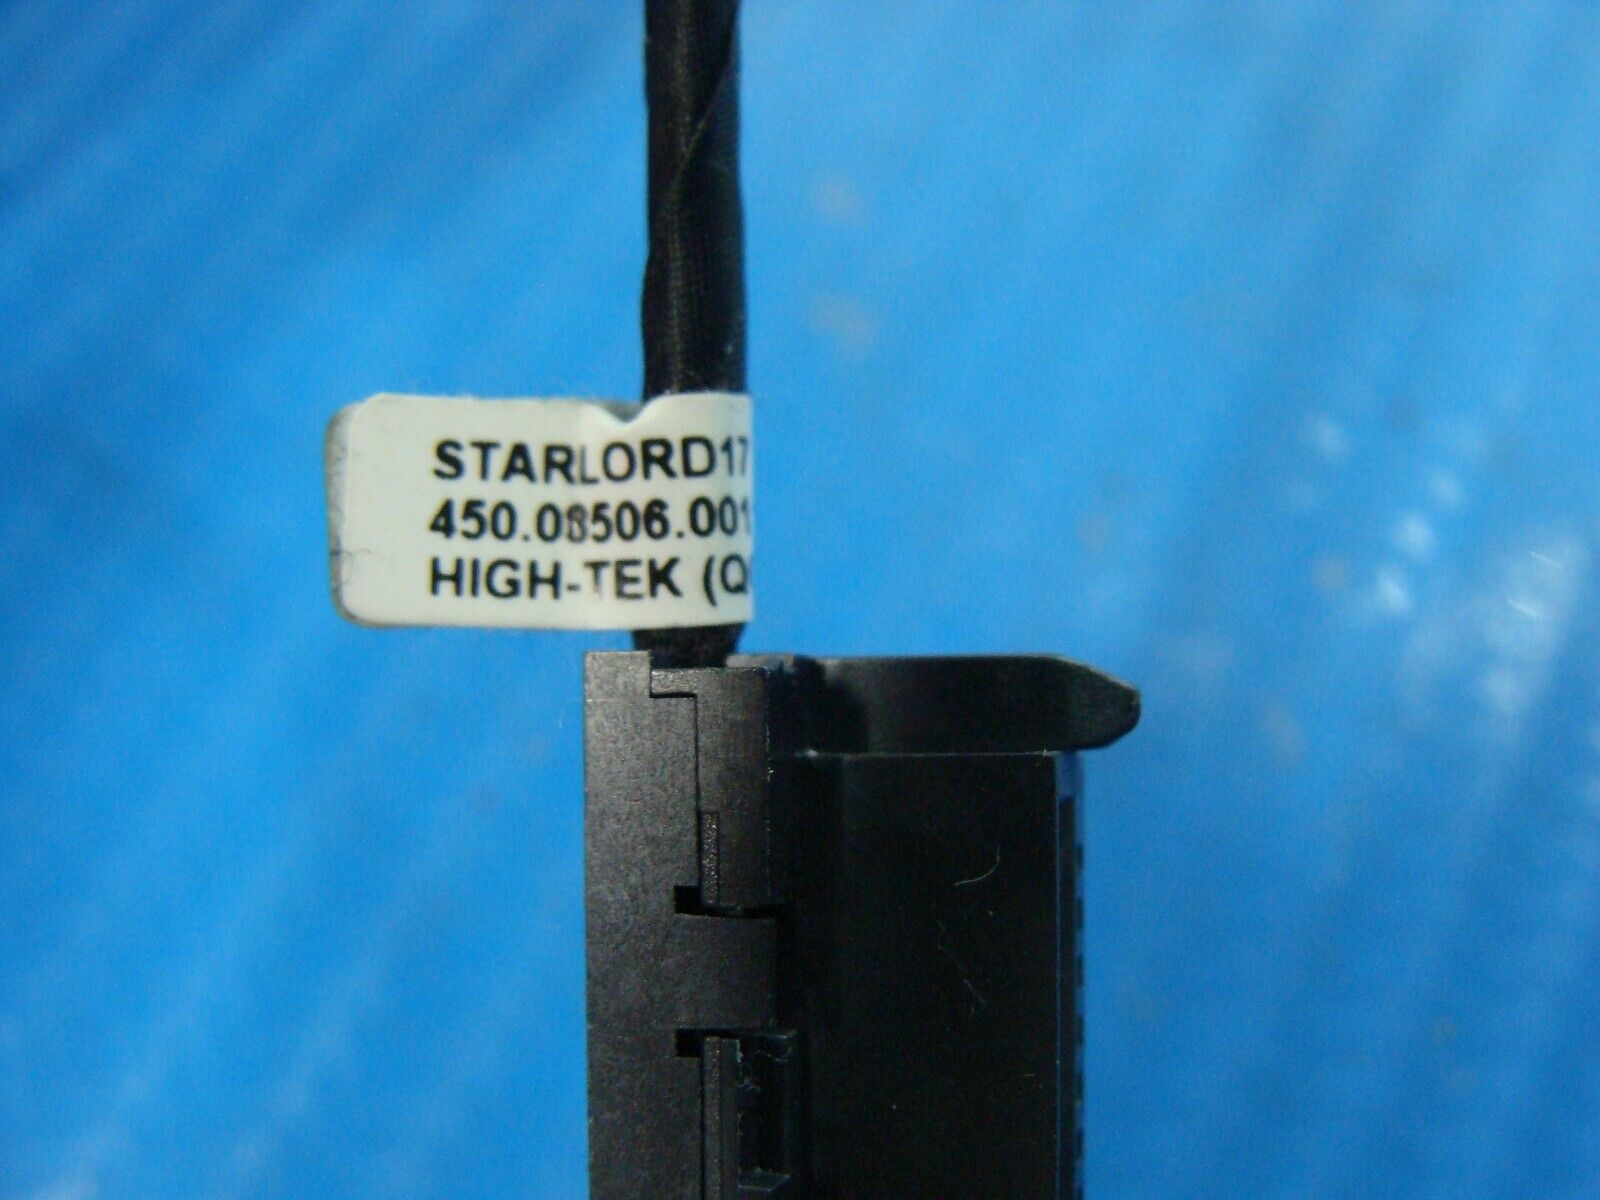 STARLORD17
450.08506.001
HIGH-TEK (Q